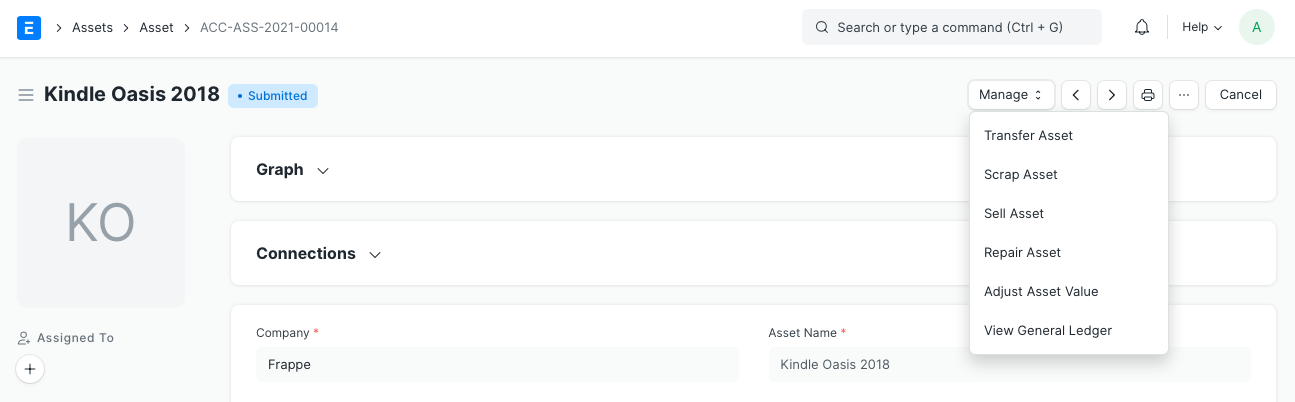 E Assets Asset ACC-ASS-2021-00014 Search or type a command (Ctrl + G) Help A
Kindle Oasis 2018 • Submitted Manage ··· Cancel
Transfer Asset
Scrap Asset
Sell Asset
Repair Asset
Adjust Asset Value
View General Ledger
KO
Assigned To
+
Graph
Connections
Company * Asset Name *
Frappe Kindle Oasis 2018